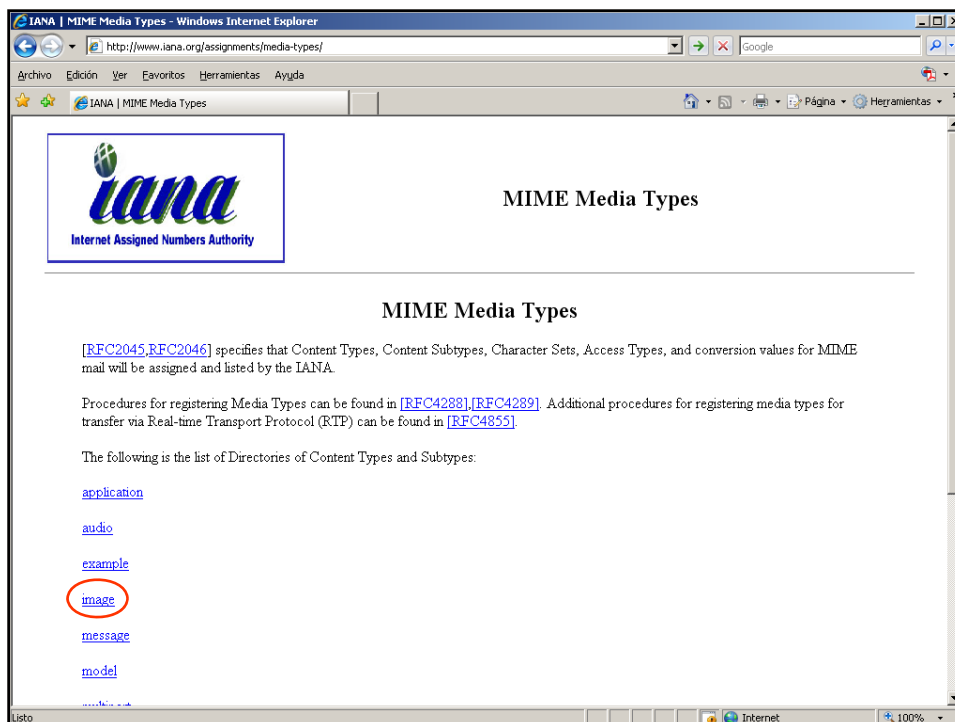 IANA | MIME Media Types - Windows Internet Explorer
http://www.iana.org/assignments/media-types/
Google
Archivo Edición Ver Favoritos Herramientas Ayuda
IANA | MIME Media Types
Página Herramientas
iana
Internet Assigned Numbers Authority
MIME Media Types
MIME Media Types
[RFC2045,RFC2046] specifies that Content Types, Content Subtypes, Character Sets, Access Types, and conversion values for MIME
mail will be assigned and listed by the IANA.
Procedures for registering Media Types can be found in [RFC4288],[RFC4289]. Additional procedures for registering media types for
transfer via Real-time Transport Protocol (RTP) can be found in [RFC4855].
The following is the list of Directories of Content Types and Subtypes:
application
audio
example
image
message
model
Listo
Internet
100%